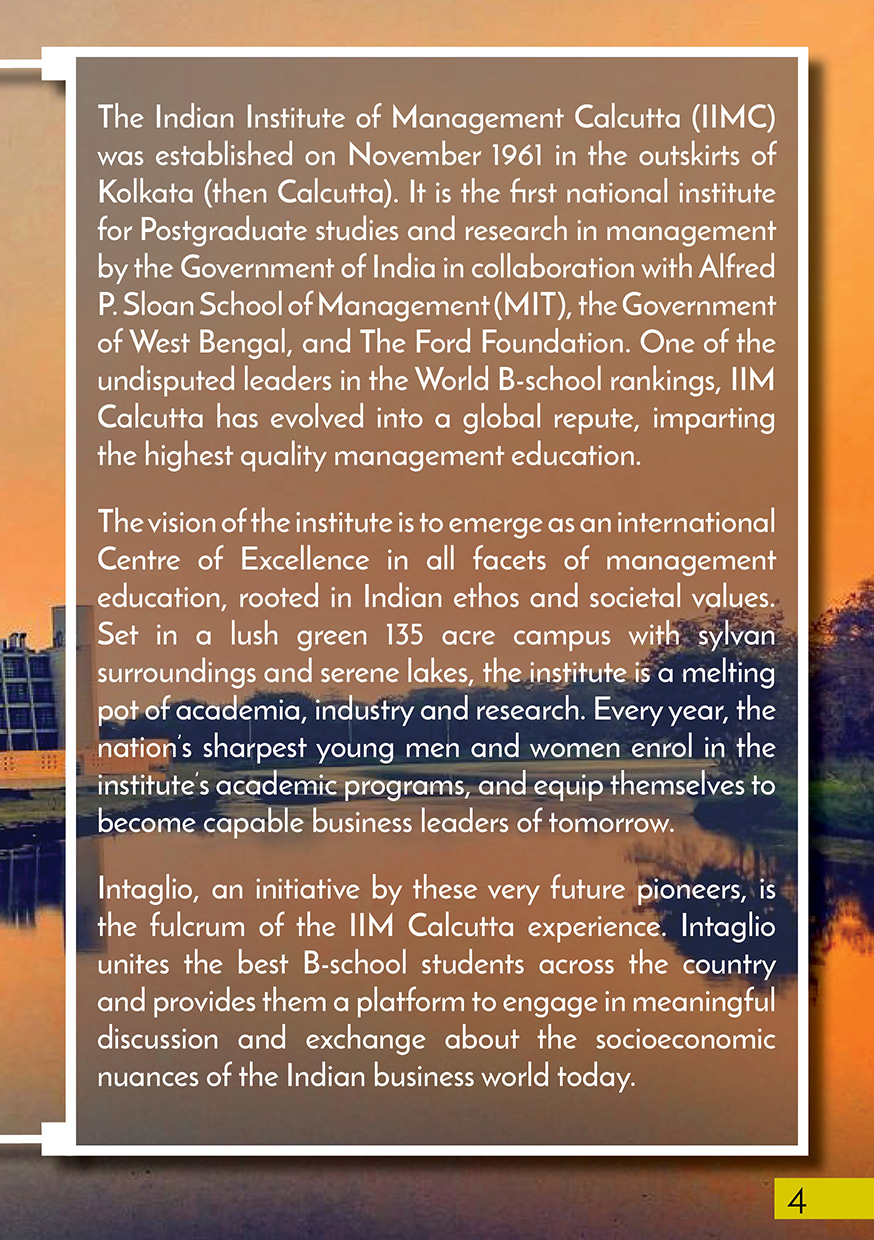 The Indian Institute of Management Calcutta (IIMC)
was established on November 1961 in the outskirts of
Kolkata (then Calcutta). It is the first national institute
for Postgraduate studies and research in management
by the Government of India in collaboration with Alfred
P. Sloan School of Management (MIT), the Government
of West Bengal, and The Ford Foundation. One of the
undisputed leaders in the World B-school rankings, IIM
Calcutta has evolved into a global repute, imparting
the highest quality management education.
The vision of the institute is to emerge as an international
Centre of Excellence in all facets of management
education, rooted in Indian ethos and societal values.
Set in a lush green 135 acre campus with sylvan
surroundings and serene lakes, the institute is a melting
pot of academia, industry and research. Every year, the
nation's sharpest young men and women enrol in the
institute's academic programs, and equip themselves to
become capable business leaders of tomorrow.
Intaglio, an initiative by these very future pioneers, is
the fulcrum of the IIM Calcutta experience. Intaglio
unites the best B-school students across the country
and provides them a platform to engage in meaningful
discussion and exchange about the socioeconomic
nuances of the Indian business world today.
4